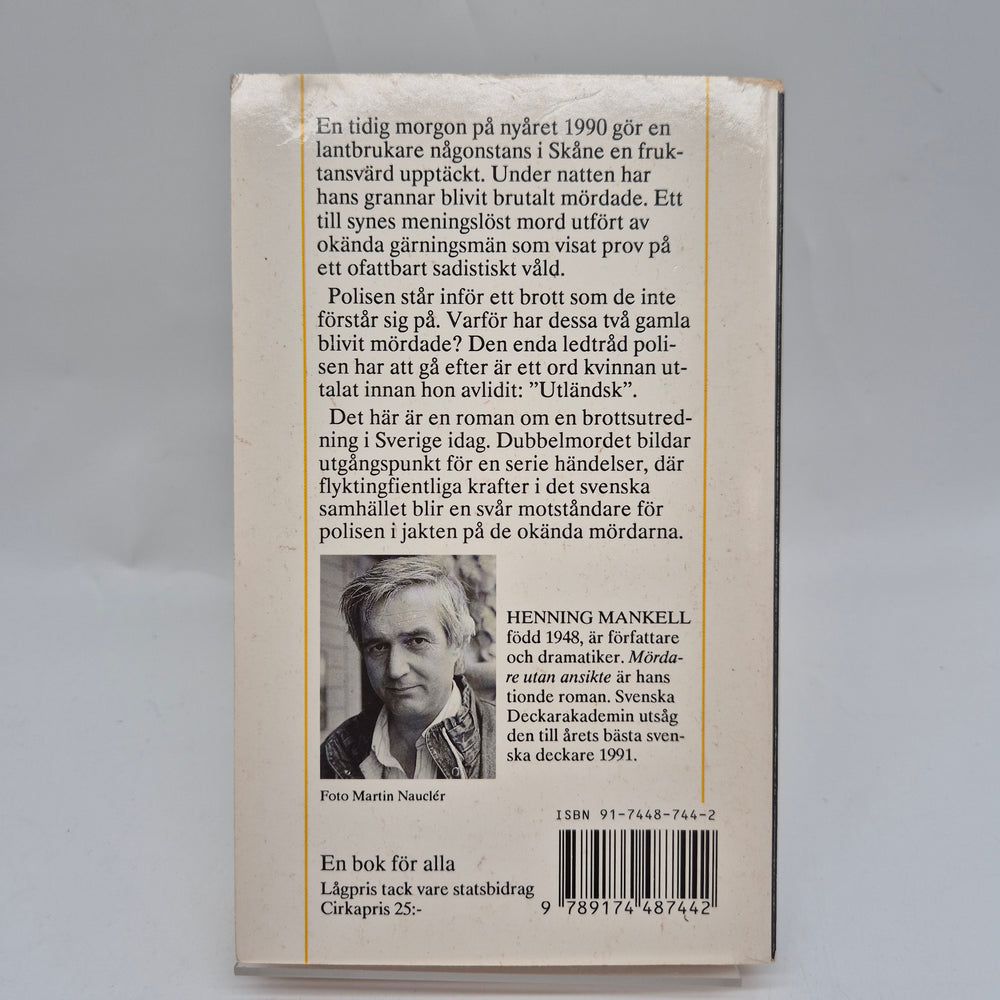 En tidig morgon på nyåret 1990 gör en
lantbrukare någonstans i Skåne en fruk-
tansvärd upptäckt. Under natten har
hans grannar blivit brutalt mördade. Ett
till synes meningslöst mord utfört av
okända gärningsmän som visat prov på
ett ofattbart sadistiskt våld.
Polisen står inför ett brott som de inte
förstår sig på. Varför har dessa två gamla
blivit mördade? Den enda ledtråd poli-
sen har att gå efter är ett ord kvinnan ut-
talat innan hon avlidit: ”Utländsk”.
Det här är en roman om en brottsutred-
ning i Sverige idag. Dubbelmordet bildar
utgångspunkt för en serie händelser, där
flyktingfientliga krafter i det svenska
samhället blir en svår motståndare för
polisen i jakten på de okända mördarna.
HENNING MANKELL
född 1948, är författare
och dramatiker. Mörda-
re utan ansikte är hans
tionde roman. Svenska
Deckarakademin utsåg
den till årets bästa sven-
ska deckare 1991.
Foto Martin Nauclér
ISBN 91-7448-744-2
En bok för alla
Lågpris tack vare statsbidrag
Cirkapris 25:-
9 789174 487442